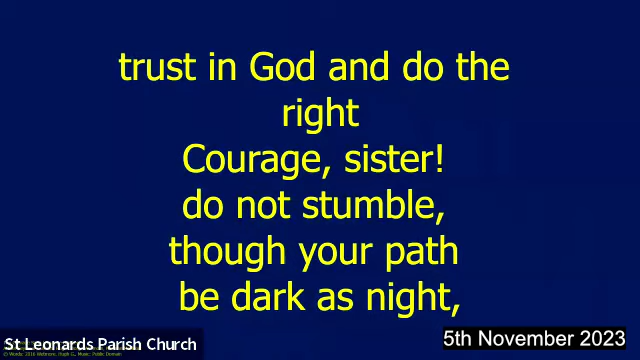 trust in God and do the
right
Courage, sister!
do not stumble,
though your path
be dark as night,
St Leonards Parish Church
5th November 2023